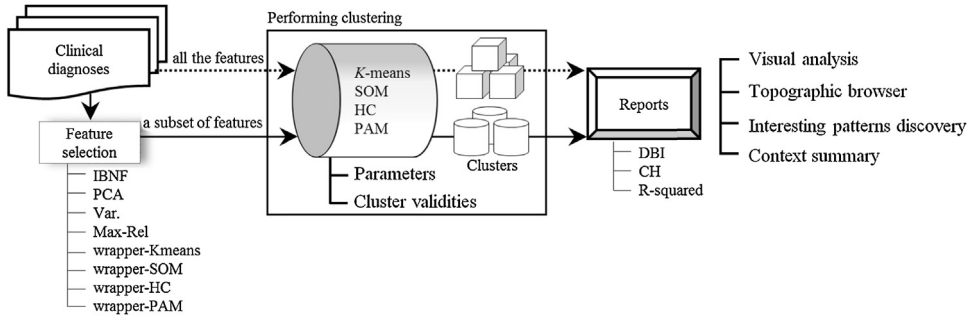 Clinical
diagnoses
all the features
Feature
selection
a subset of features
IBNF
PCA
Var.
Max-Rel
wrapper-Kmeans
wrapper-SOM
wrapper-HC
wrapper-PAM
Performing clustering
K-means
SOM
HC
PAM
Clusters
Parameters
Cluster validities
Reports
DBI
CH
R-squared
Visual analysis
Topographic browser
Interesting patterns discovery
Context summary